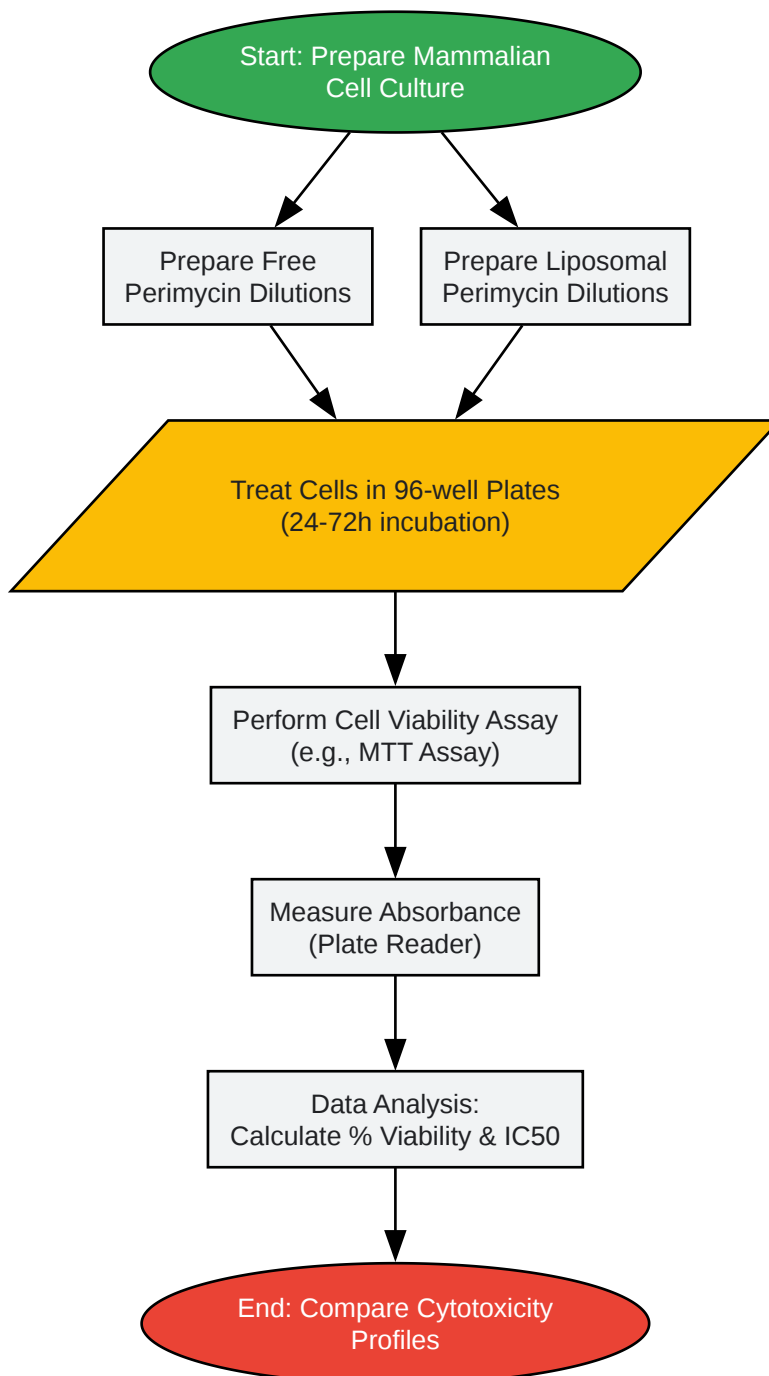 Start: Prepare Mammalian
Cell Culture
Prepare Free
Perimycin Dilutions
Prepare Liposomal
Perimycin Dilutions
Treat Cells in 96-well Plates
(24-72h incubation)
Perform Cell Viability Assay
(e.g., MTT Assay)
Measure Absorbance
(Plate Reader)
Data Analysis:
Calculate % Viability & IC50
End: Compare Cytotoxicity
Profiles